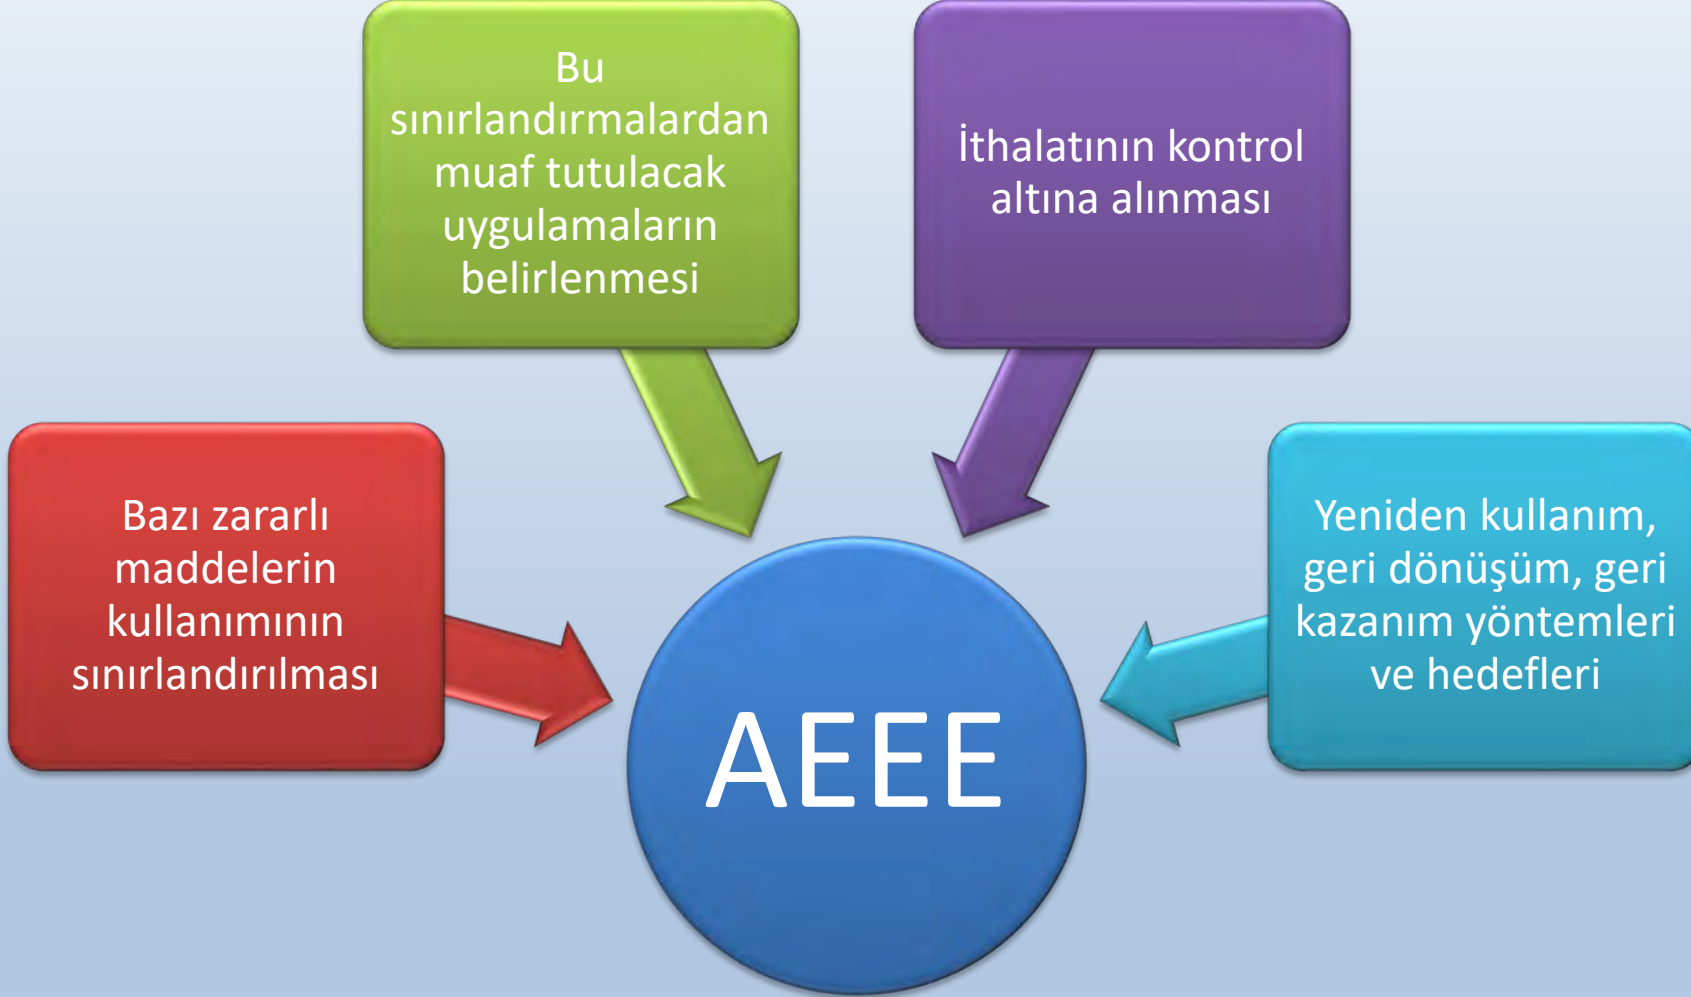 Bu
sınırlandırmalardan
muaf tutulacak
uygulamaların
belirlenmesi
İthalatının kontrol
altına alınması
Bazı zararlı
maddelerin
kullanımının
sınırlandırılması
Yeniden kullanım,
geri dönüşüm, geri
kazanım yöntemleri
ve hedefleri
AEEE